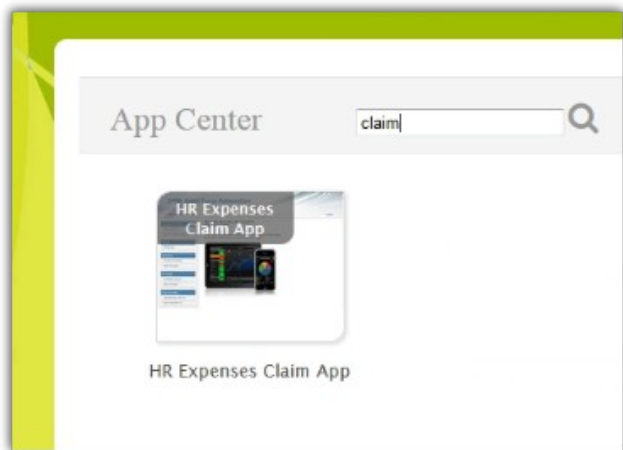 App Center
claim
HR Expenses
Claim App
HR Expenses Claim App